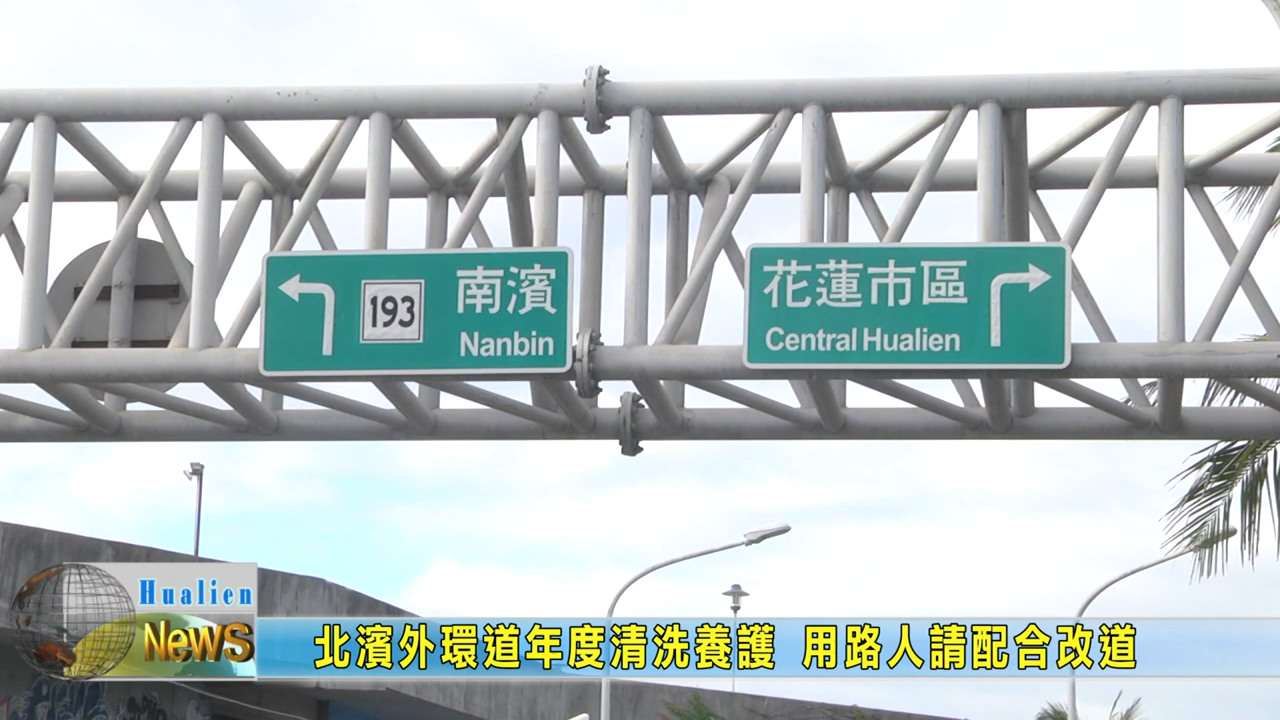 193
南濱
Nanbin
花蓮市區
Central Hualien
Hualien
News
北濱外環道年度清洗養護 用路人請配合改道